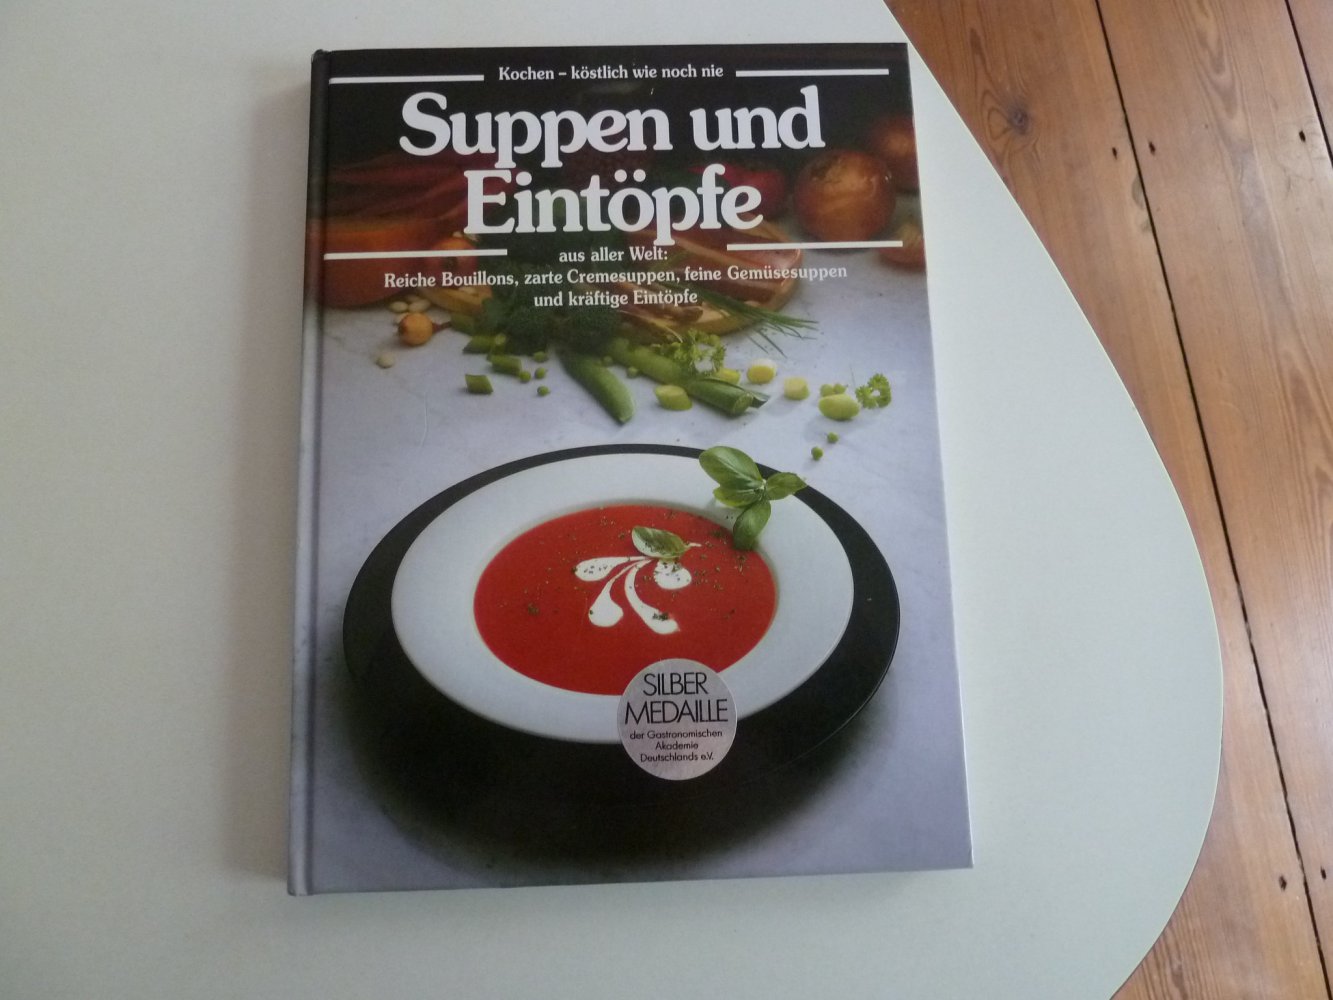 Kochen – köstlich wie noch nie
Suppen und
Eintöpfe
aus aller Welt:
Reiche Bouillons, zarte Cremesuppen, feine Gemüsesuppen
und kräftige Eintöpfe
SILBER
MEDAILLE
der Gastronomischen
Akademie
Deutschlands e.V.